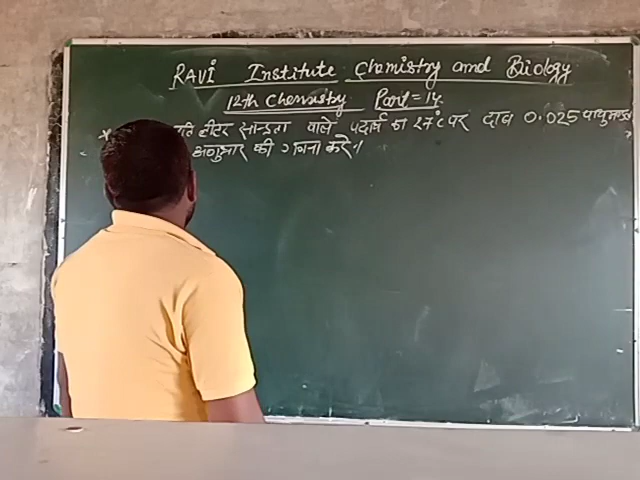 RAVI Institute Chemistry and Biology
12th Chemistry Part = 14
* प्रति लीटर सान्द्रता वाले पदार्थ का 27°C पर दाब 0.025 वायुमण्डल
अणुभार की गणना करें।